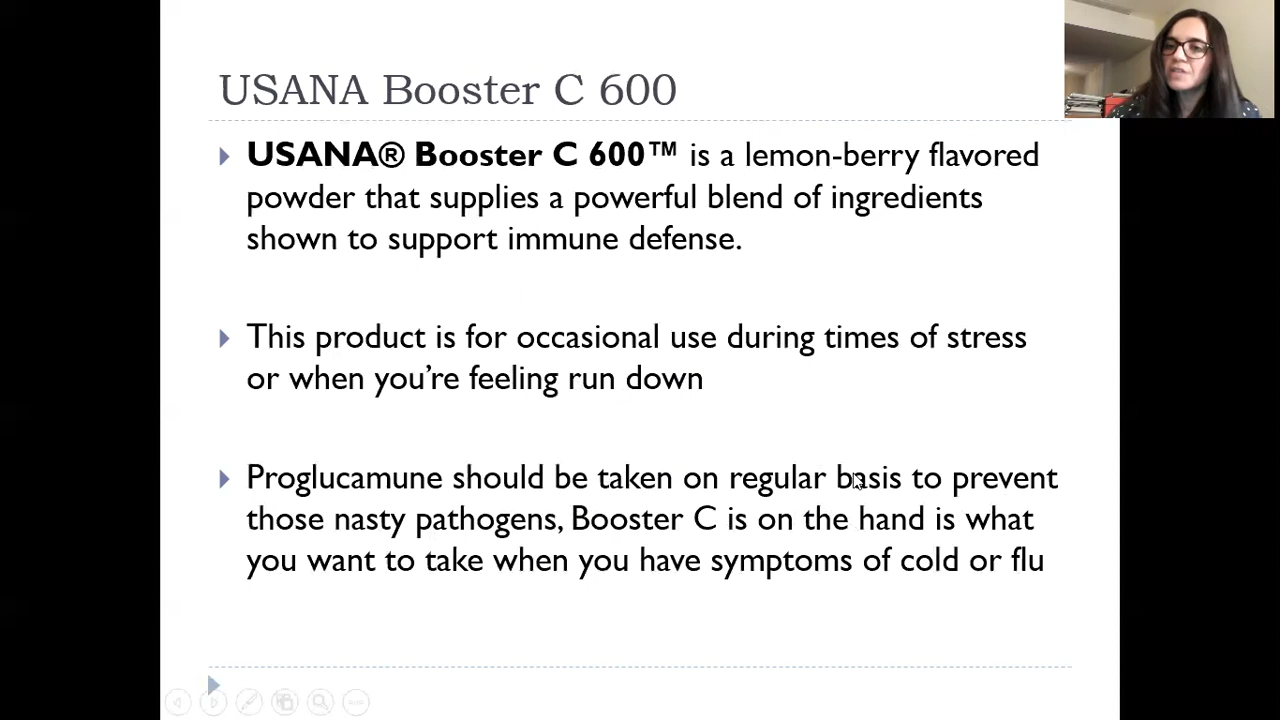 USANA Booster C 600
USANA® Booster C 600™ is a lemon-berry flavored
powder that supplies a powerful blend of ingredients
shown to support immune defense.
This product is for occasional use during times of stress
or when you’re feeling run down
Proglucamune should be taken on regular basis to prevent
those nasty pathogens, Booster C is on the hand is what
you want to take when you have symptoms of cold or flu